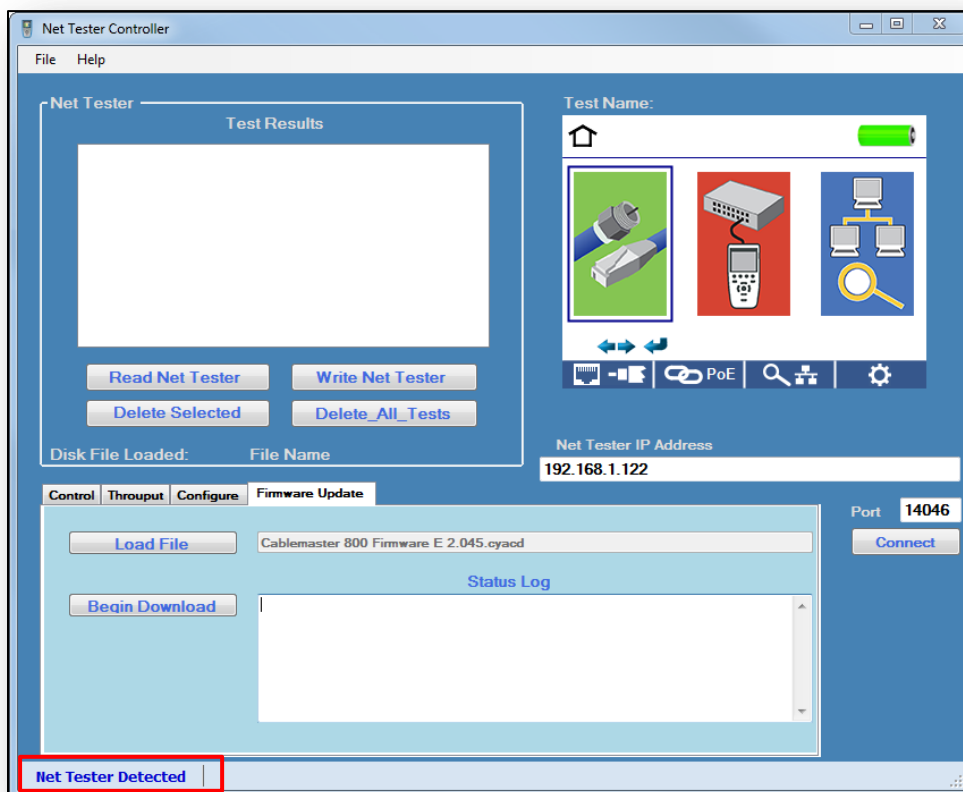 Net Tester Controller
File Help
Net Tester
Test Results
Read Net Tester
Write Net Tester
Delete Selected
Delete_All_Tests
Disk File Loaded:
File Name
Test Name:
PoE
Net Tester IP Address
192.168.1.122
Port 14046
Connect
Control Throuput Configure Firmware Update
Load File
Cablemaster 800 Firmware E 2.045.cyacd
Status Log
Begin Download
Net Tester Detected